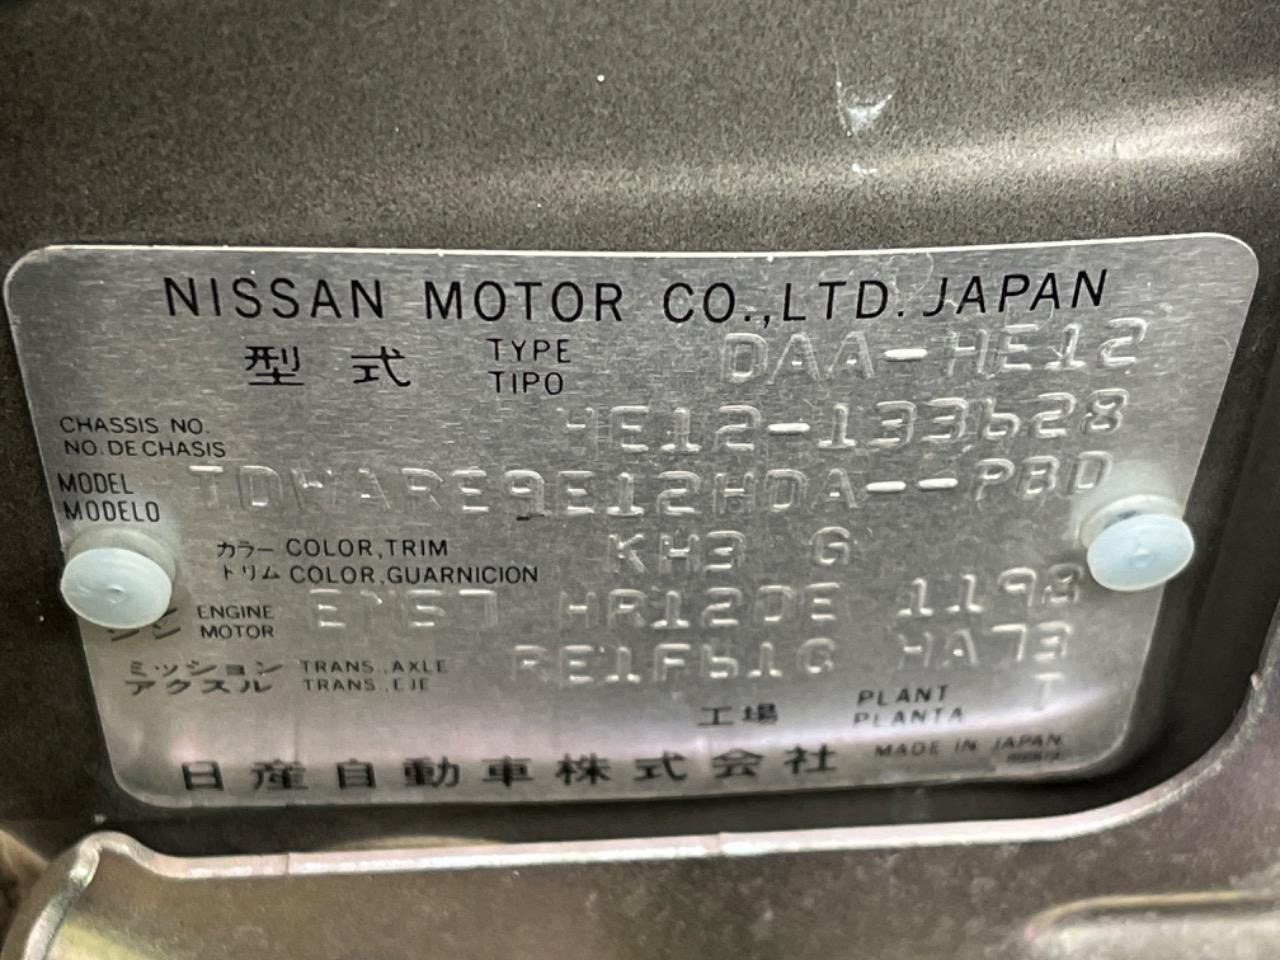 NISSAN MOTOR CO.,LTD. JAPAN
型式 TYPE TIPO DAA-HE12
CHASSIS NO.
NO. DE CHASIS HE12-133628
MODEL
MODELO TDWARE9E12HDA--PBD
カラー COLOR,TRIM
トリム COLOR,GUARNICION KH3 G
ENGINE
MOTOR EM57 HR12DE 1198
ミッション TRANS.,AXLE
アクスル TRANS.,EJE RE1F61G HA73
工場 PLANT
PLANTA I
日産自動車株式会社 MADE IN JAPAN